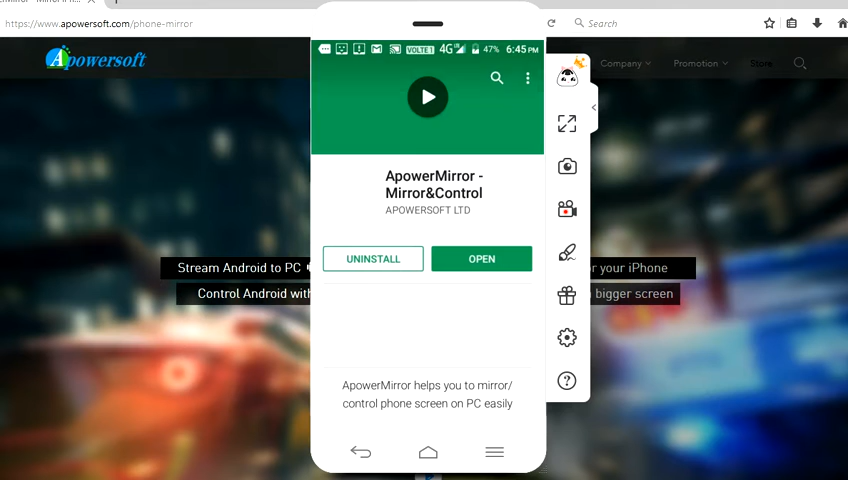 https://www.apowersoft.com/phone-mirror
Search
Apowersoft
Company
Promotion
Store
VOLTE1 4G 47% 6:45 PM
ApowerMirror -
Mirror&Control
APOWERSOFT LTD
UNINSTALL
OPEN
Stream Android to PC
or your iPhone
Control Android with
bigger screen
ApowerMirror helps you to mirror/
control phone screen on PC easily